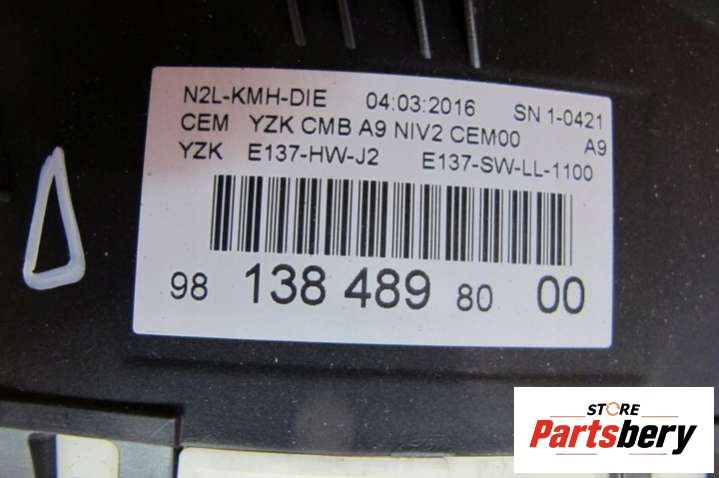 N2L-KMH-DIE 04:03:2016 SN 1-0421
CEM YZK CMB A9 NIV2 CEM00 A9
YZK E137-HW-J2 E137-SW-LL-1100
98 138 489 80 00
STORE
Partsbery